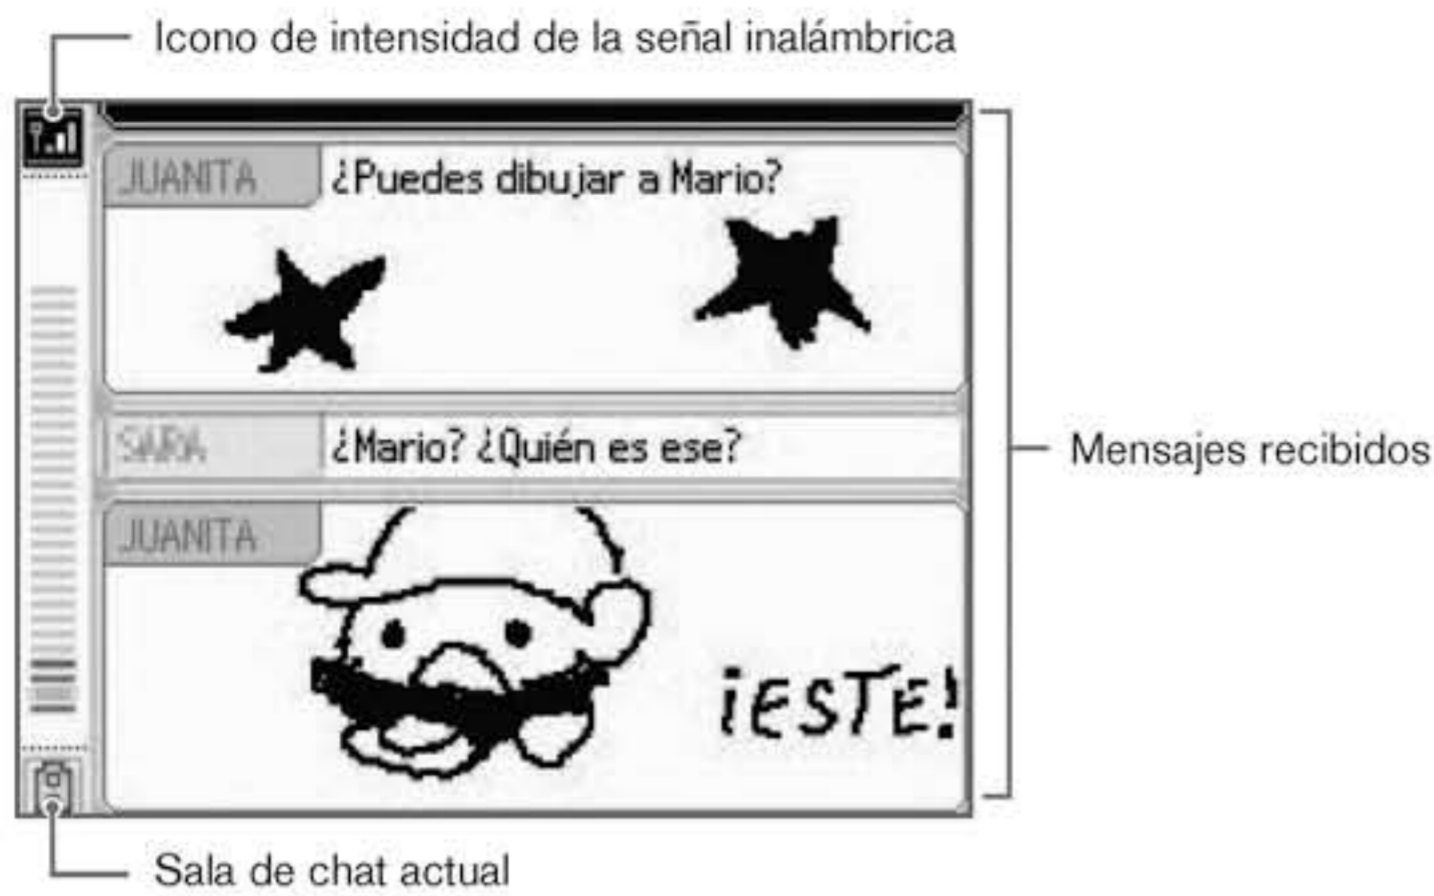 Icono de intensidad de la señal inalámbrica
JUANITA ¿Puedes dibujar a Mario?
SARA ¿Mario? ¿Quién es ese?
Mensajes recibidos
JUANITA
¡ESTE!
Sala de chat actual